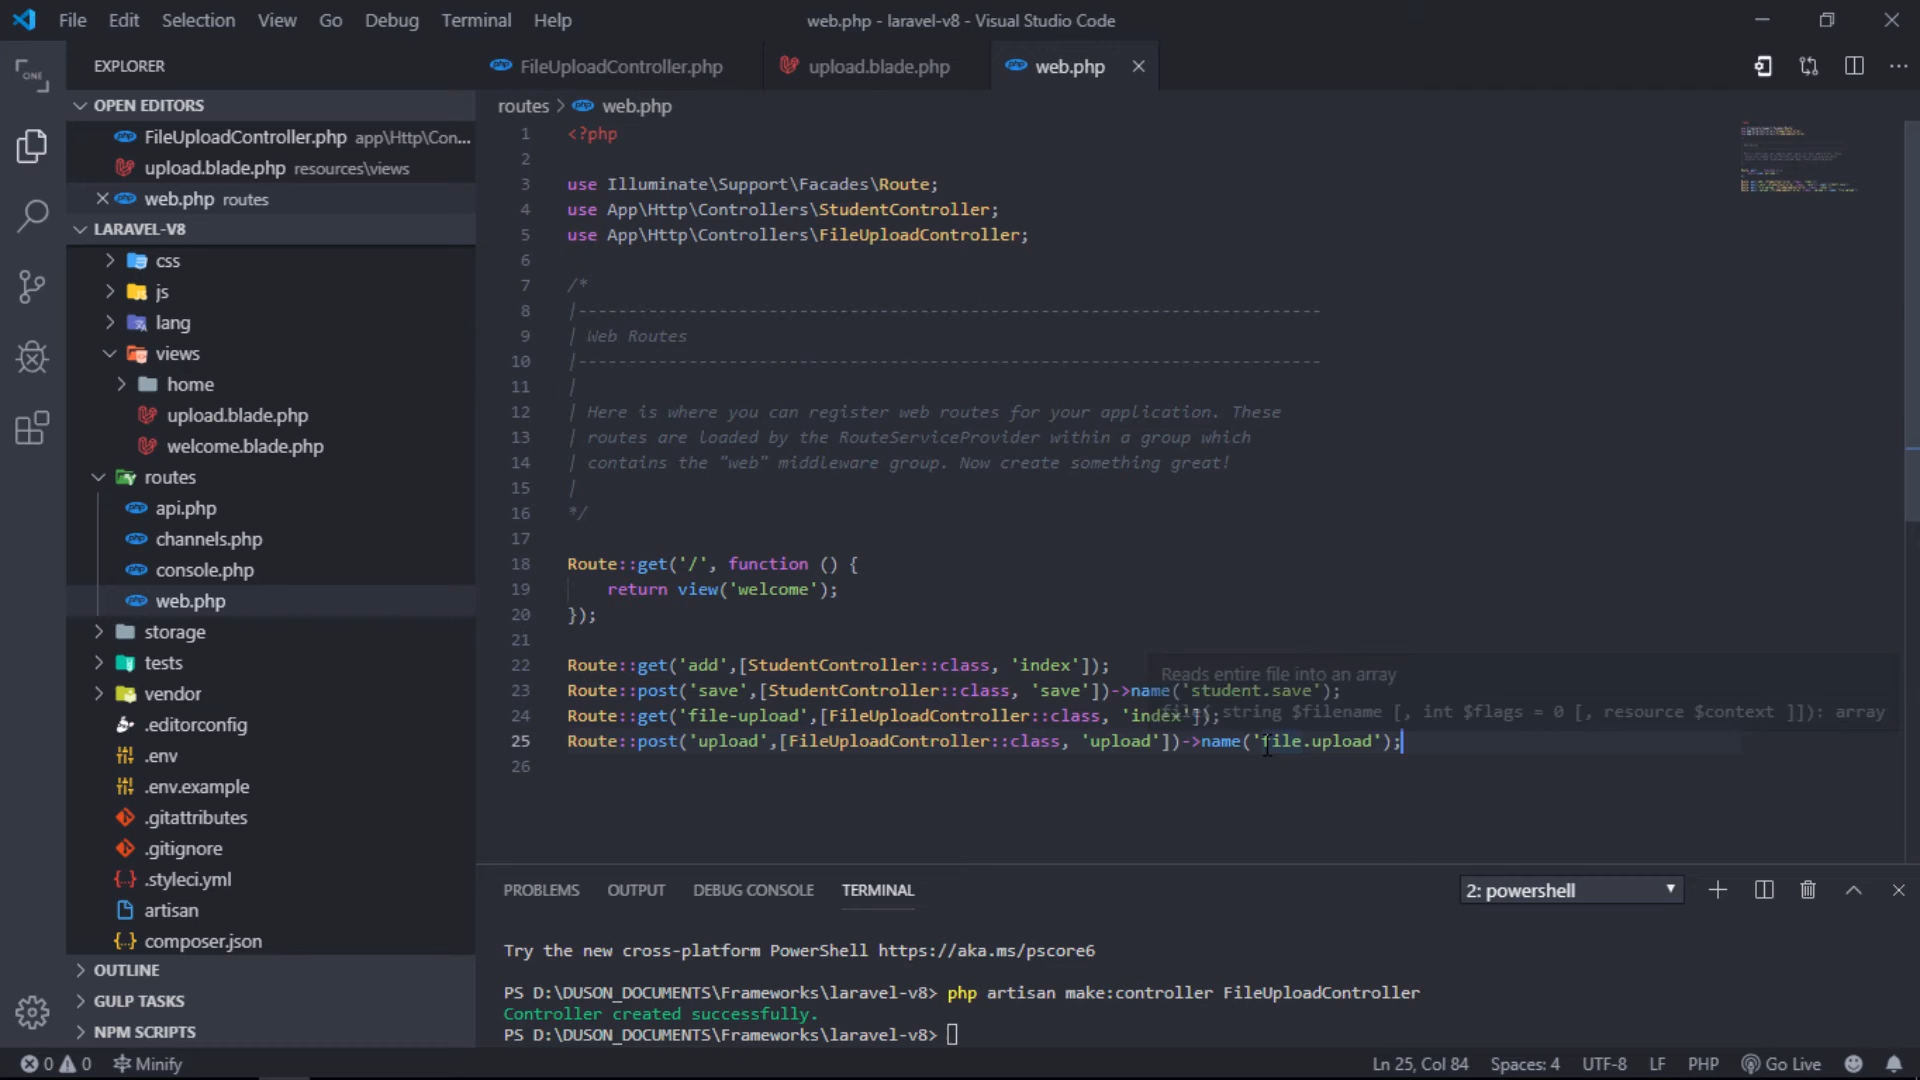 File Edit Selection View Go Debug Terminal Help
web.php - laravel-v8 - Visual Studio Code
ONE
EXPLORER
OPEN EDITORS
FileUploadController.php app\Http\Con...
upload.blade.php resources\views
web.php routes
LARAVEL-V8
css
js
lang
views
home
upload.blade.php
welcome.blade.php
routes
api.php
channels.php
console.php
web.php
storage
tests
vendor
.editorconfig
.env
.env.example
.gitattributes
.gitignore
.styleci.yml
artisan
composer.json
OUTLINE
GULP TASKS
NPM SCRIPTS
FileUploadController.php upload.blade.php web.php
routes > web.php
1 <?php
2
3 use Illuminate\Support\Facades\Route;
4 use App\Http\Controllers\StudentController;
5 use App\Http\Controllers\FileUploadController;
6
7 /*
8 |--------------------------------------------------------------------------
9 | Web Routes
10 |--------------------------------------------------------------------------
11 |
12 | Here is where you can register web routes for your application. These
13 | routes are loaded by the RouteServiceProvider within a group which
14 | contains the "web" middleware group. Now create something great!
15 |
16 */
17
18 Route::get('/', function () {
19 return view('welcome');
20 });
21
22 Route::get('add',[StudentController::class, 'index']);
23 Route::post('save',[StudentController::class, 'save'])->name('student.save');
24 Route::get('file-upload',[FileUploadController::class, 'index']);
25 Route::post('upload',[FileUploadController::class, 'upload'])->name('file.upload');
26
Reads entire file into an array
file( string $filename [, int $flags = 0 [, resource $context ]]): array
PROBLEMS OUTPUT DEBUG CONSOLE TERMINAL
2: powershell
Try the new cross-platform PowerShell https://aka.ms/pscore6
PS D:\DUSON_DOCUMENTS\Frameworks\laravel-v8> php artisan make:controller FileUploadController
Controller created successfully.
PS D:\DUSON_DOCUMENTS\Frameworks\laravel-v8>
0 0 Minify
Ln 25, Col 84 Spaces: 4 UTF-8 LF PHP Go Live